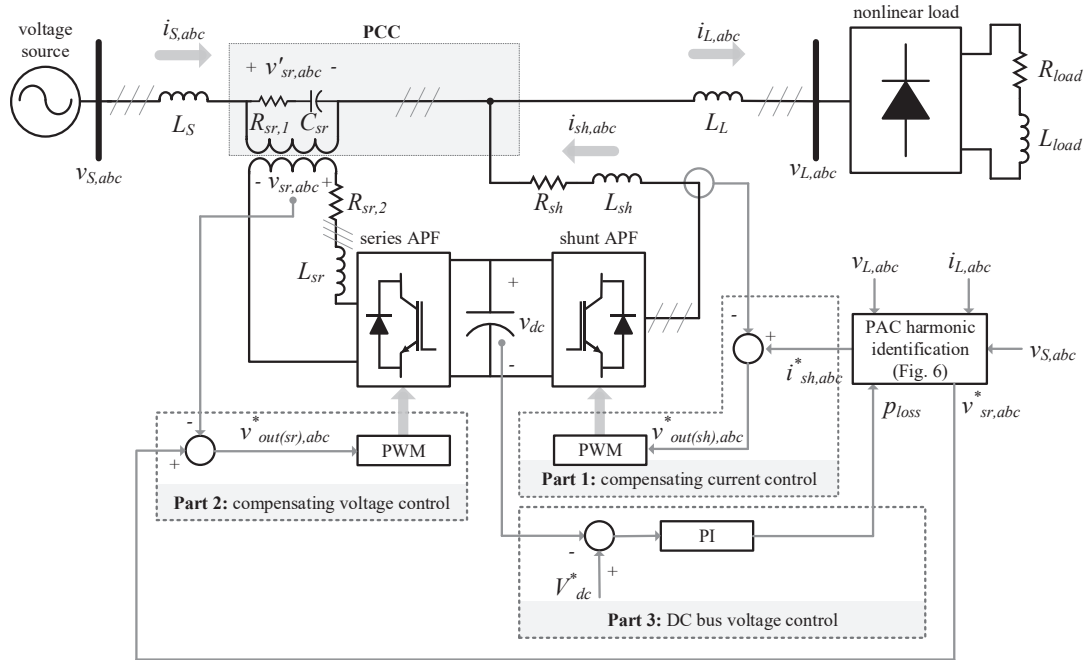 voltage
source
i_S,abc
PCC
+ v'_sr,abc -
R_sr,1 C_sr
L_S
v_S,abc
- v_sr,abc +
R_sr,2
L_sr
series APF
i_L,abc
L_L
v_L,abc
nonlinear load
R_load
L_load
i_sh,abc
R_sh L_sh
shunt APF
+
v_dc
-
v_L,abc i_L,abc
PAC harmonic
identification
(Fig. 6)
v_S,abc
-
+
i*_sh,abc
p_loss v*_sr,abc
-
+
v*_out(sr),abc
PWM
Part 2: compensating voltage control
PWM
v*_out(sh),abc
Part 1: compensating current control
-
+
V*_dc
PI
Part 3: DC bus voltage control